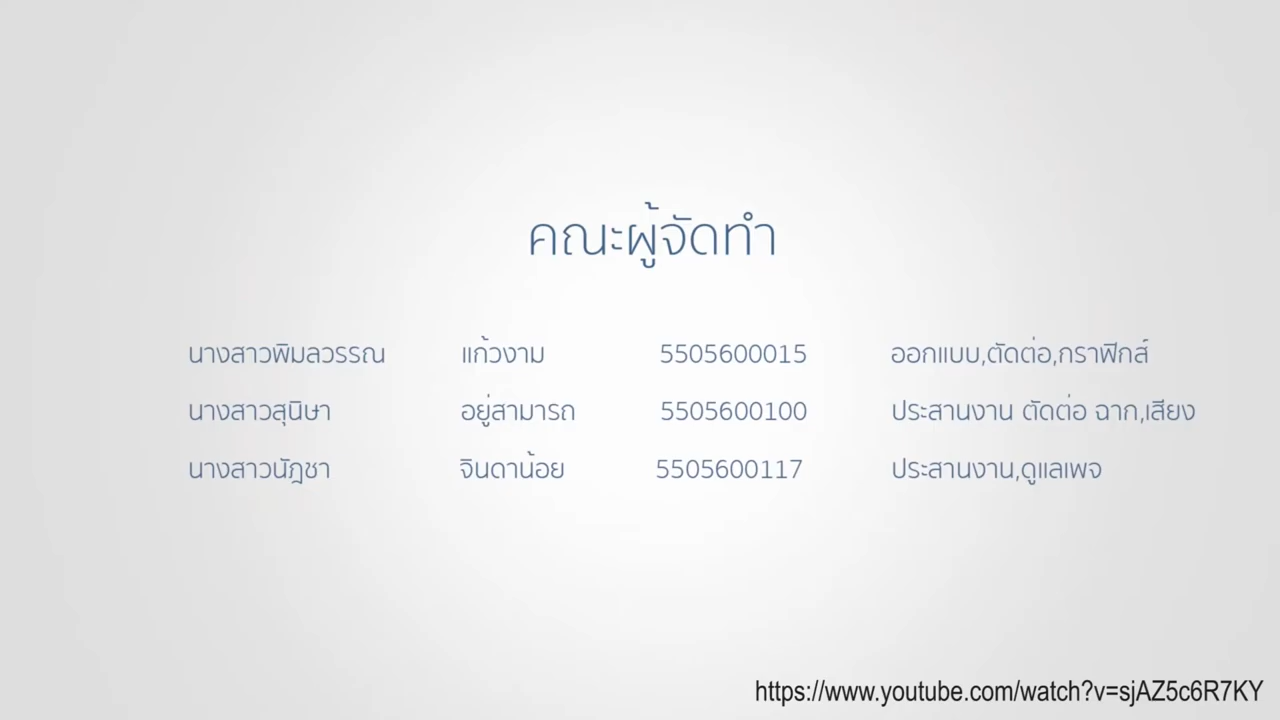 คณะผู้จัดทำ
นางสาวพิมลวรรณ แก้วงาม 5505600015 ออกแบบ,ตัดต่อ,กราฟิกส์
นางสาวสุนิษา อยู่สามารถ 5505600100 ประสานงาน ตัดต่อ ฉาก,เสียง
นางสาวนัฎชา จินดาน้อย 5505600117 ประสานงาน,ดูแลเพจ
https://www.youtube.com/watch?v=sjAZ5c6R7KY